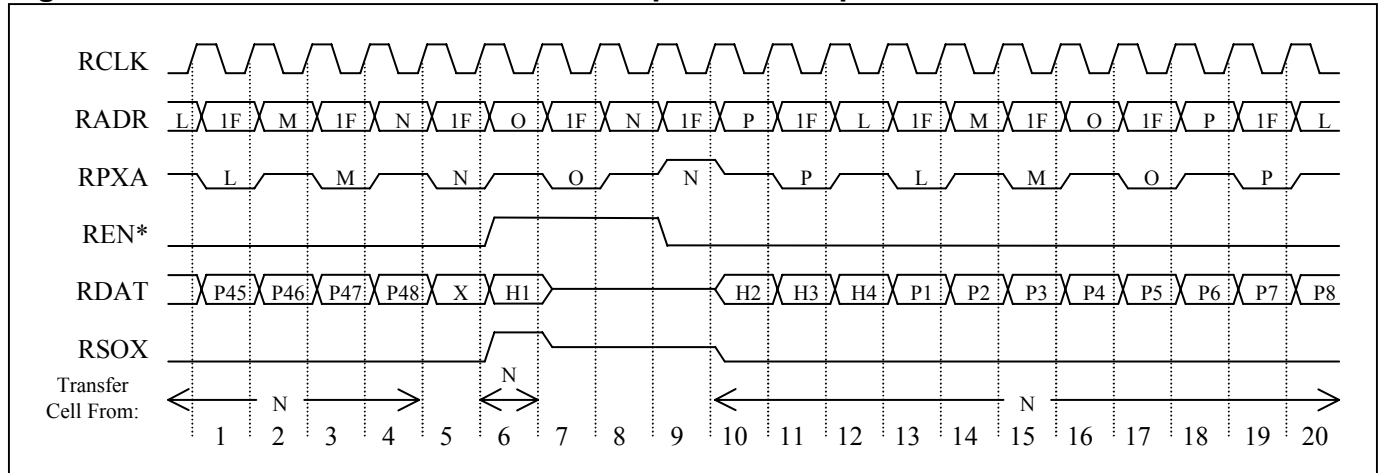 RCLK
RADR L 1F M 1F N 1F O 1F N 1F P 1F L 1F M 1F O 1F P 1F L
RPXA L M N O N P L M O P
REN*
RDAT P45 P46 P47 P48 X H1 H2 H3 H4 P1 P2 P3 P4 P5 P6 P7 P8
RSOX
Transfer
Cell From: N N N
1 2 3 4 5 6 7 8 9 10 11 12 13 14 15 16 17 18 19 20